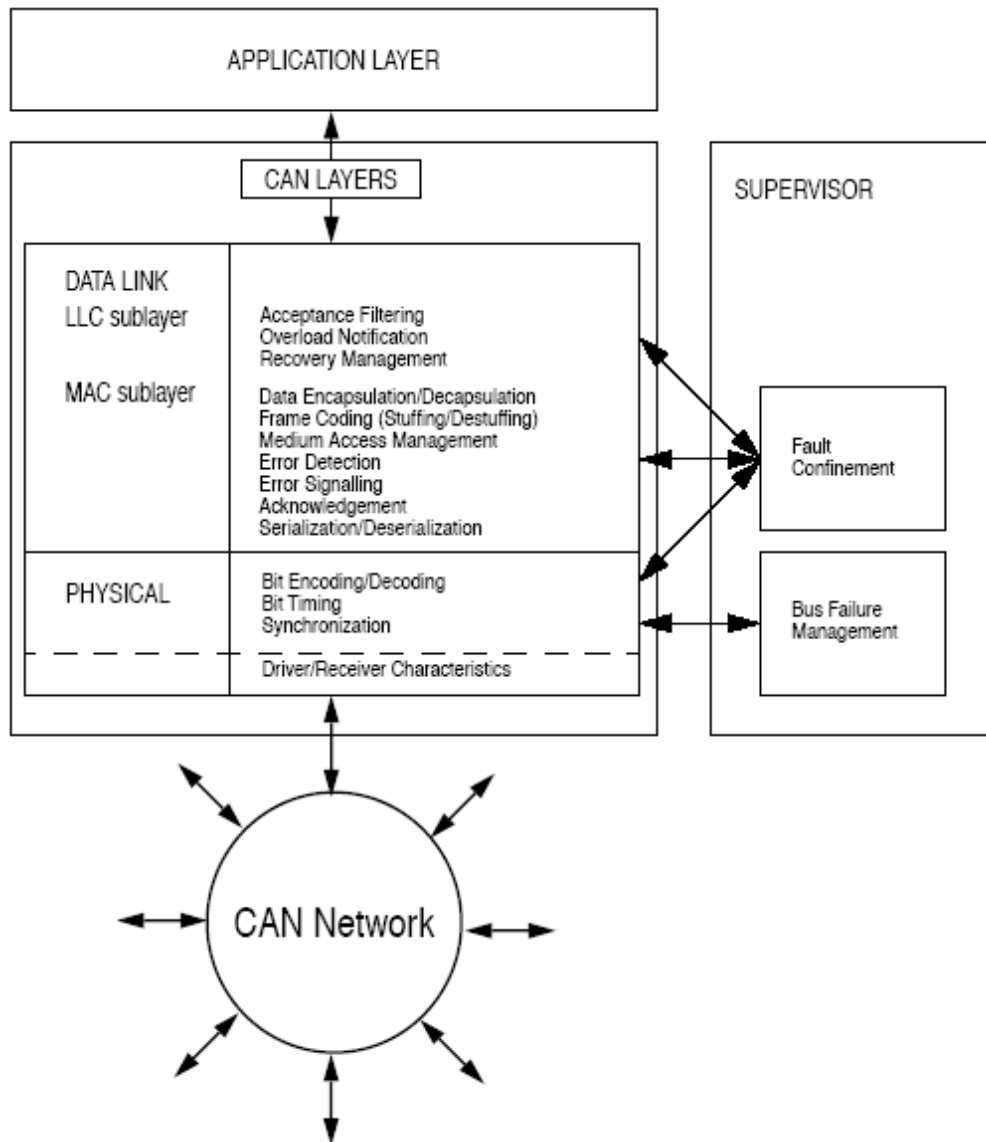 APPLICATION LAYER
CAN LAYERS
SUPERVISOR
DATA LINK
LLC sublayer
Acceptance Filtering
Overload Notification
Recovery Management
MAC sublayer
Data Encapsulation/Decapsulation
Frame Coding (Stuffing/Destuffing)
Medium Access Management
Error Detection
Error Signalling
Acknowledgement
Serialization/Deserialization
Fault
Confinement
PHYSICAL
Bit Encoding/Decoding
Bit Timing
Synchronization
Driver/Receiver Characteristics
Bus Failure
Management
CAN Network